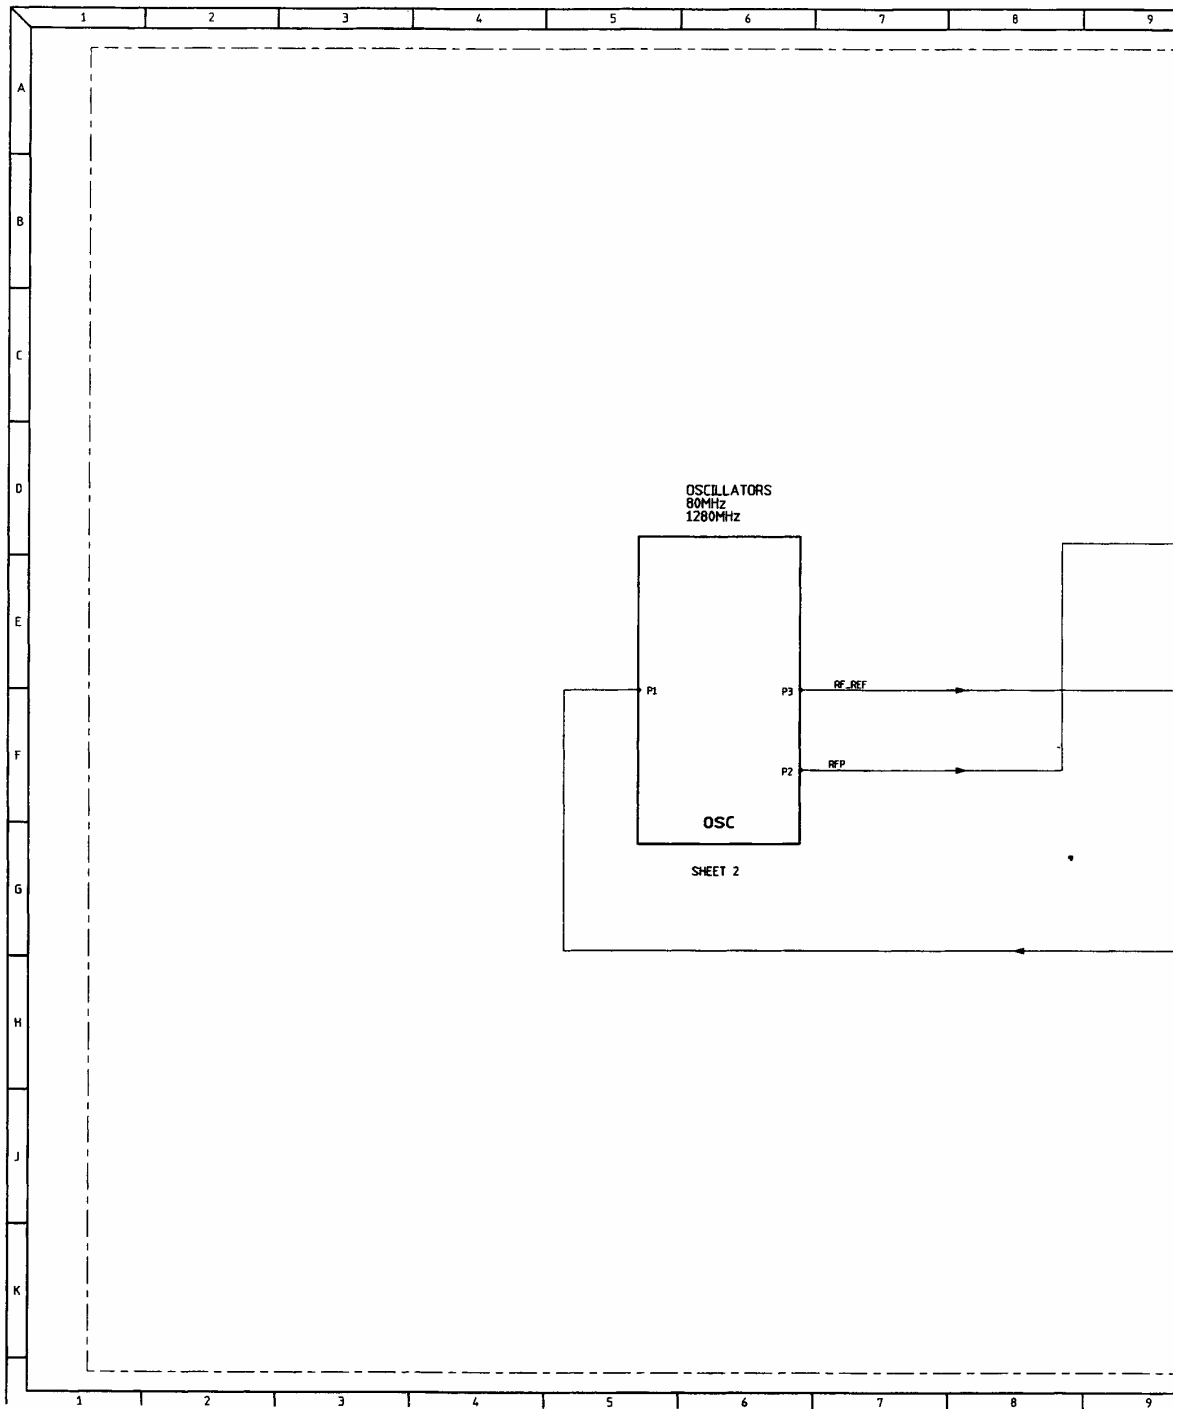 1 2 3 4 5 6 7 8 9
A
B
C
D
OSCILLATORS
80MHz
1280MHz
E
P1 P3 RF_REF
F
P2 RFP
OSC
SHEET 2
G
H
J
K
1 2 3 4 5 6 7 8 9